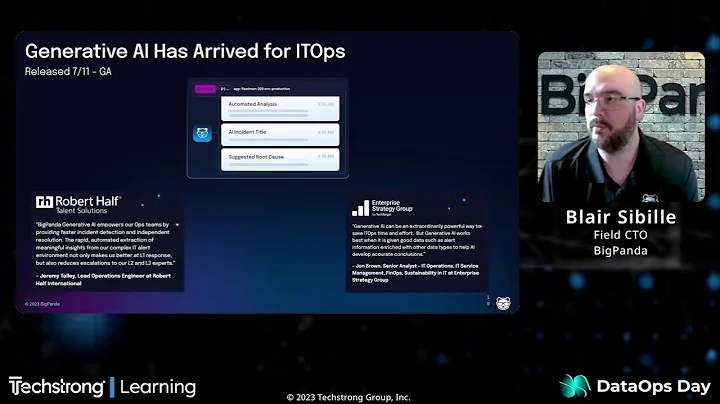 Generative AI Has Arrived for ITOps
Released 7/11 – GA
P1
app: fleetman-009 env: production
Automated Analysis
AI Incident Title
Suggested Root Cause
rh Robert Half®
Talent Solutions
"BigPanda Generative AI empowers our Ops teams by
providing faster incident detection and independent
resolution. The rapid, automated extraction of
meaningful insights from our complex IT alert
environment not only makes us better at L1 response,
but also reduces escalations to our L2 and L3 experts."
– Jeremy Talley, Lead Operations Engineer at Robert
Half International
Enterprise
Strategy Group
by TechTarget
"Generative AI can be an extraordinarily powerful way to
save ITOps time and effort. But Generative AI works
best when it is given good data such as alert
information enriched with other data types to help AI
develop accurate conclusions."
– Jon Brown, Senior Analyst - IT Operations, IT Service
Management, FinOps, Sustainability in IT at Enterprise
Strategy Group
© 2023 BigPanda
BigPan
Blair Sibille
Field CTO
BigPanda
Techstrong | Learning
© 2023 Techstrong Group, Inc.
DataOps Day